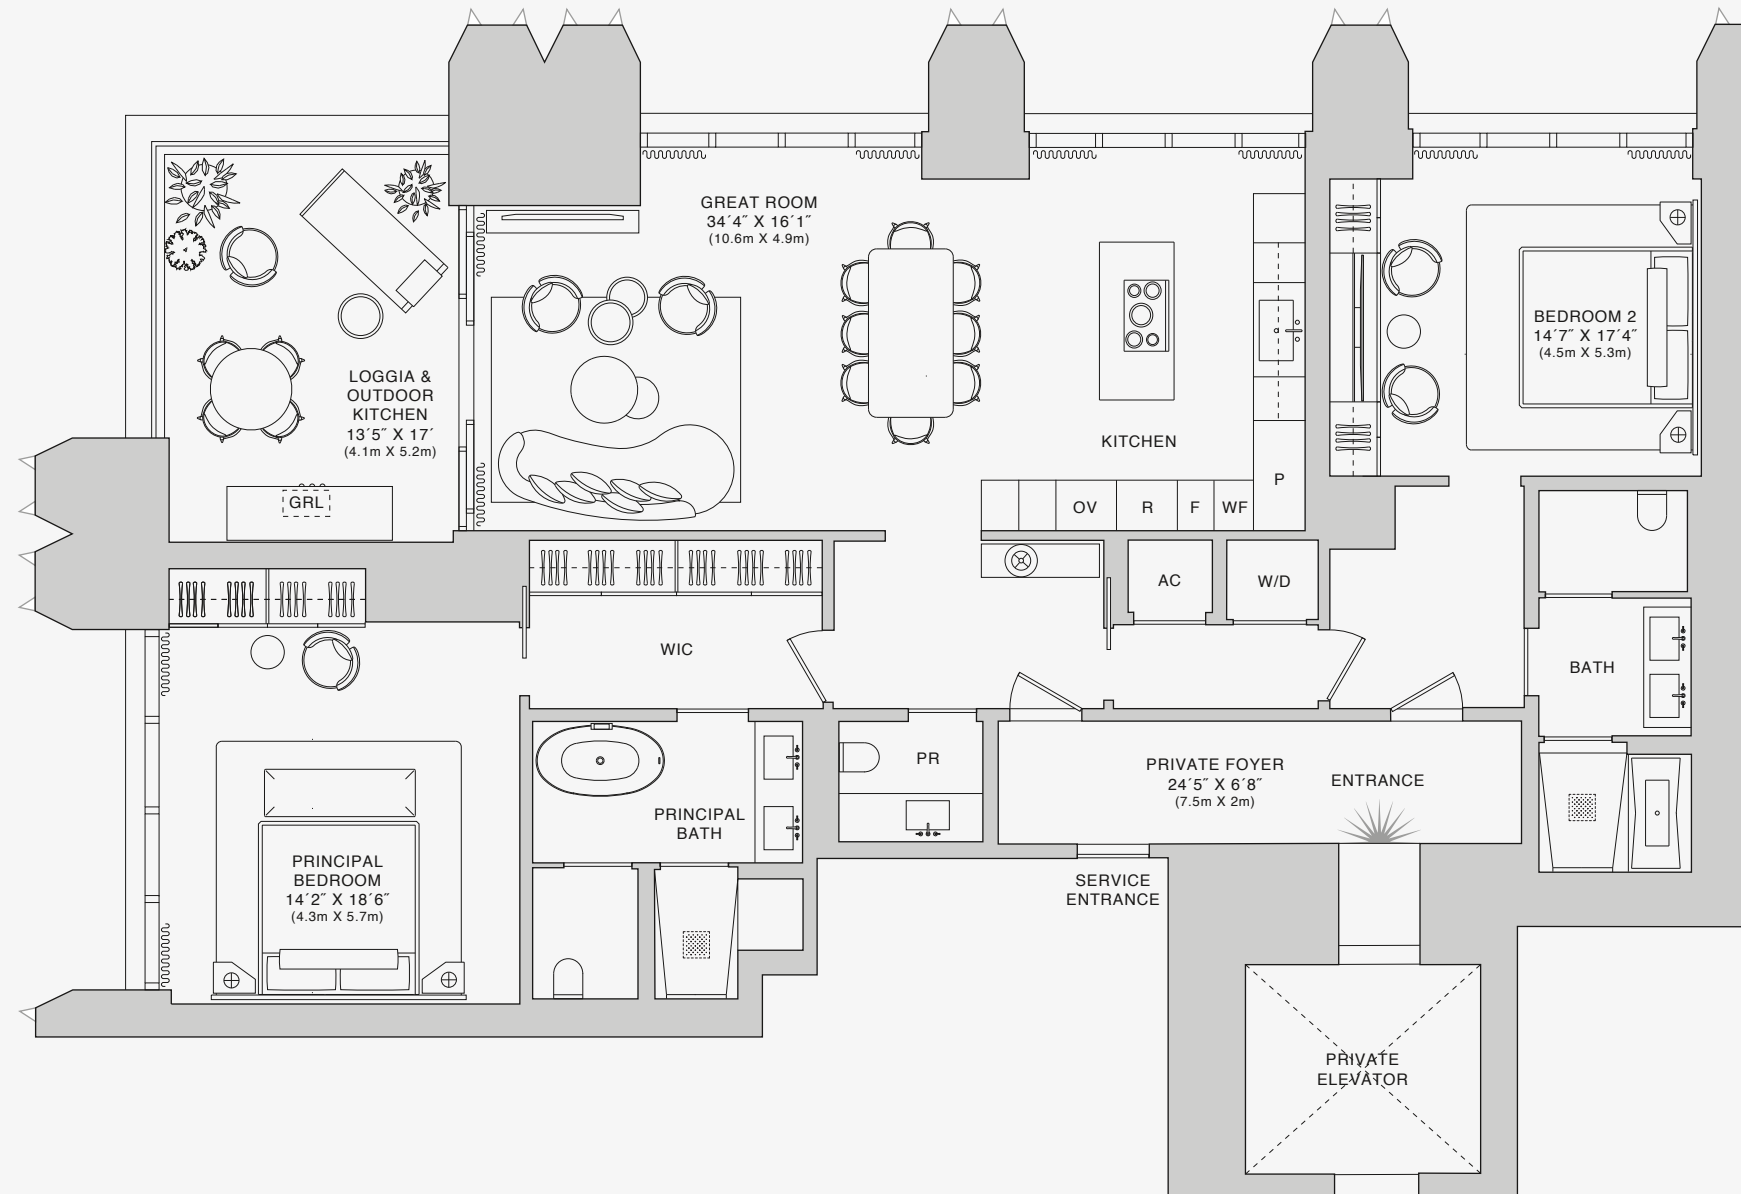 GREAT ROOM
34´4˝ X 16´1˝
(10.6m X 4.9m)
LOGGIA &
OUTDOOR
KITCHEN
13´5˝ X 17´
(4.1m X 5.2m)
GRL
KITCHEN
OV
R
F
WF
P
BEDROOM 2
14´7˝ X 17´4˝
(4.5m X 5.3m)
AC
W/D
WIC
BATH
PR
PRIVATE FOYER
24´5˝ X 6´8˝
(7.5m X 2m)
ENTRANCE
PRINCIPAL
BATH
PRINCIPAL
BEDROOM
14´2˝ X 18´6˝
(4.3m X 5.7m)
SERVICE
ENTRANCE
PRIVATE
ELEVATOR